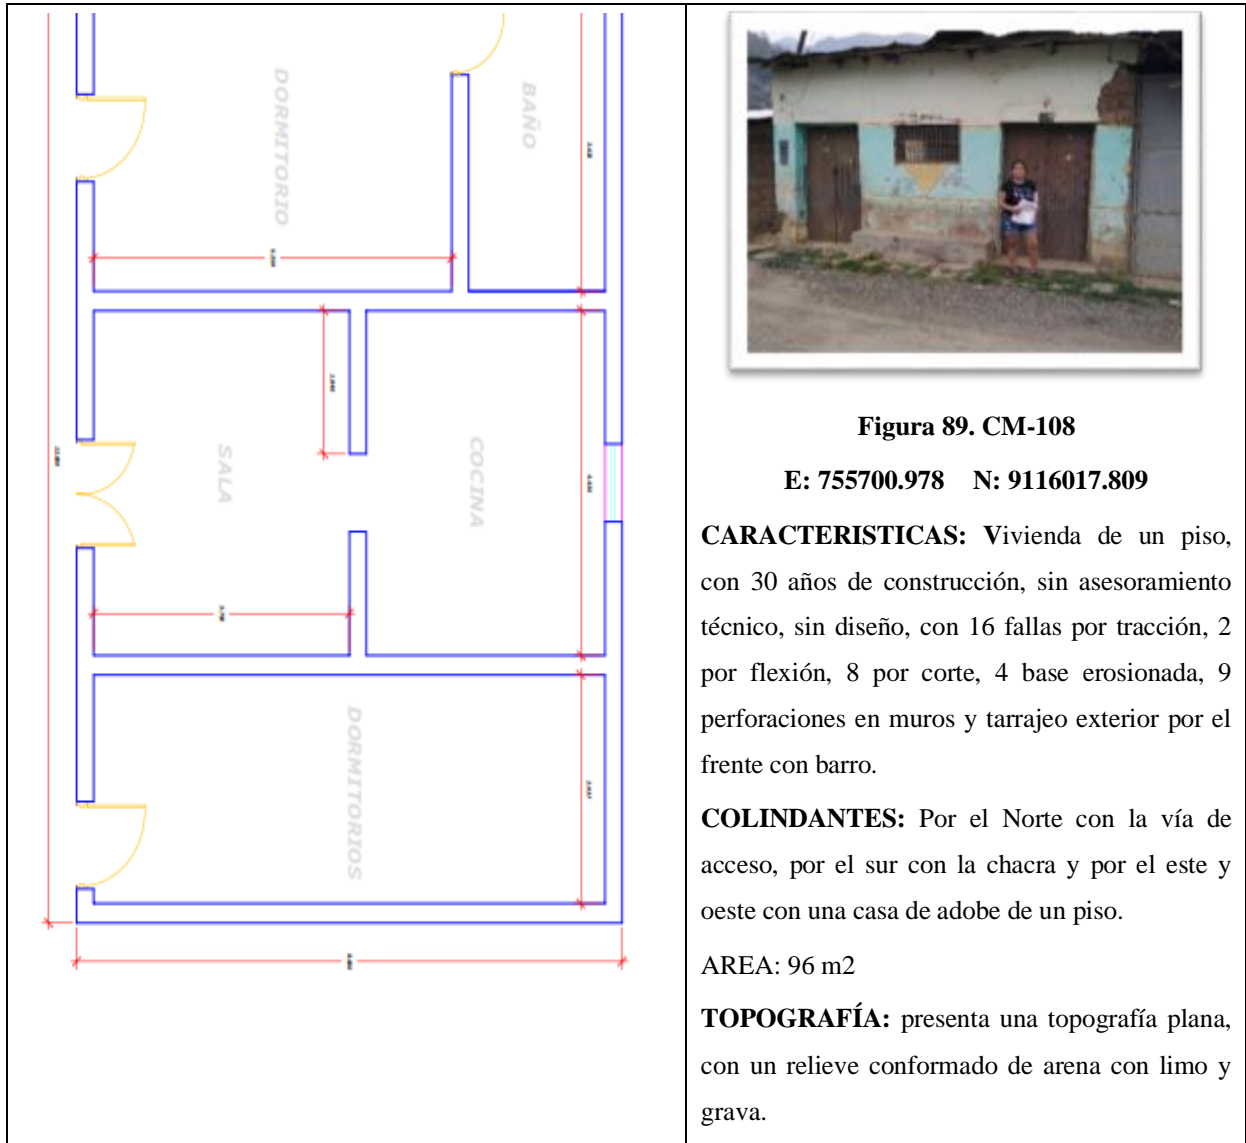 DORMITORIO
BAÑO
SALA
COCINA
DORMITORIOS
Figura 89. CM-108
E: 755700.978 N: 9116017.809
CARACTERISTICAS: Vivienda de un piso,
con 30 años de construcción, sin asesoramiento
técnico, sin diseño, con 16 fallas por tracción, 2
por flexión, 8 por corte, 4 base erosionada, 9
perforaciones en muros y tarrajeo exterior por el
frente con barro.
COLINDANTES: Por el Norte con la vía de
acceso, por el sur con la chacra y por el este y
oeste con una casa de adobe de un piso.
AREA: 96 m2
TOPOGRAFÍA: presenta una topografía plana,
con un relieve conformado de arena con limo y
grava.